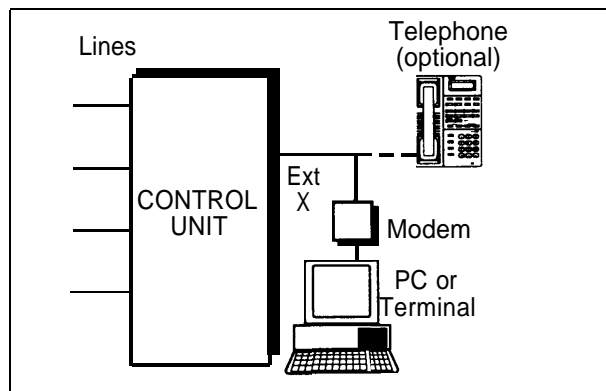 Lines
Telephone
(optional)
CONTROL
UNIT
Ext
X
Modem
PC or
Terminal